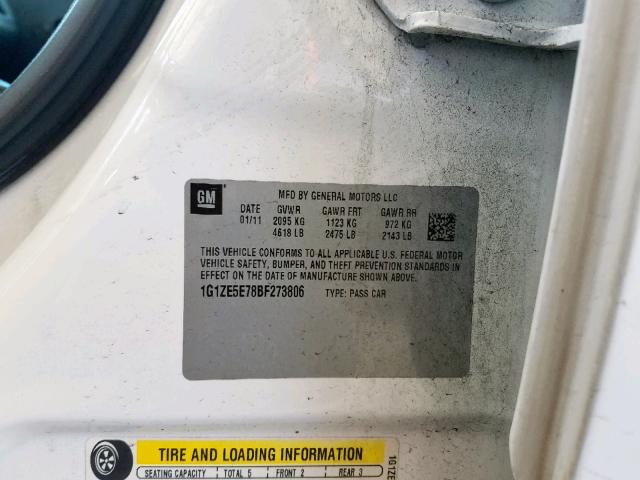 GM
MFD BY GENERAL MOTORS LLC
DATE GVWR GAWR FRT GAWR RR
01/11 2095 KG 1123 KG 972 KG
4618 LB 2475 LB 2143 LB
THIS VEHICLE CONFORMS TO ALL APPLICABLE U.S. FEDERAL MOTOR
VEHICLE SAFETY, BUMPER, AND THEFT PREVENTION STANDARDS IN
EFFECT ON THE DATE OF MANUFACTURE SHOWN ABOVE.
1G1ZE5E78BF273806 TYPE: PASS CAR
TIRE AND LOADING INFORMATION
SEATING CAPACITY TOTAL 5 FRONT 2 REAR 3
1G1ZE